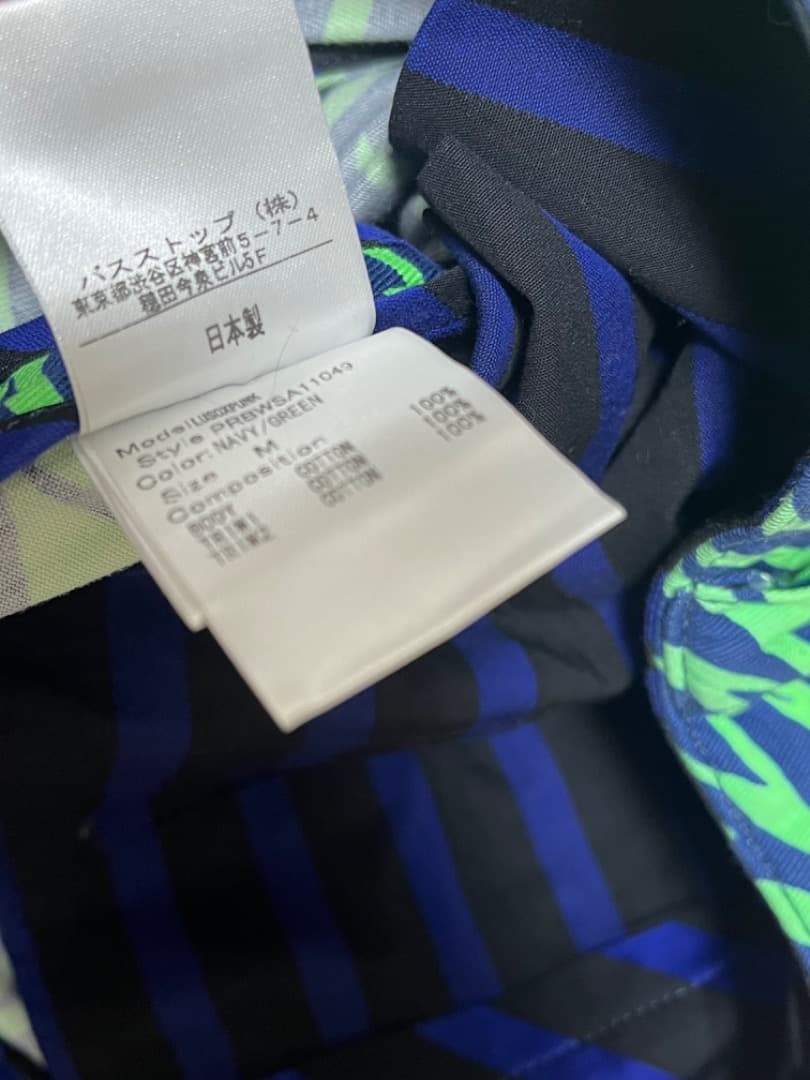 バスストップ (株)
東京都渋谷区神宮前5-7-4
穏田今泉ビル5F
日本製
Model LUSOXPUNK
Style PRBWSA11049
Color: NAVY/GREEN
Size M
Composition
BODY COTTON 100%
TRIM1 COTTON 100%
TRIM2 COTTON 100%